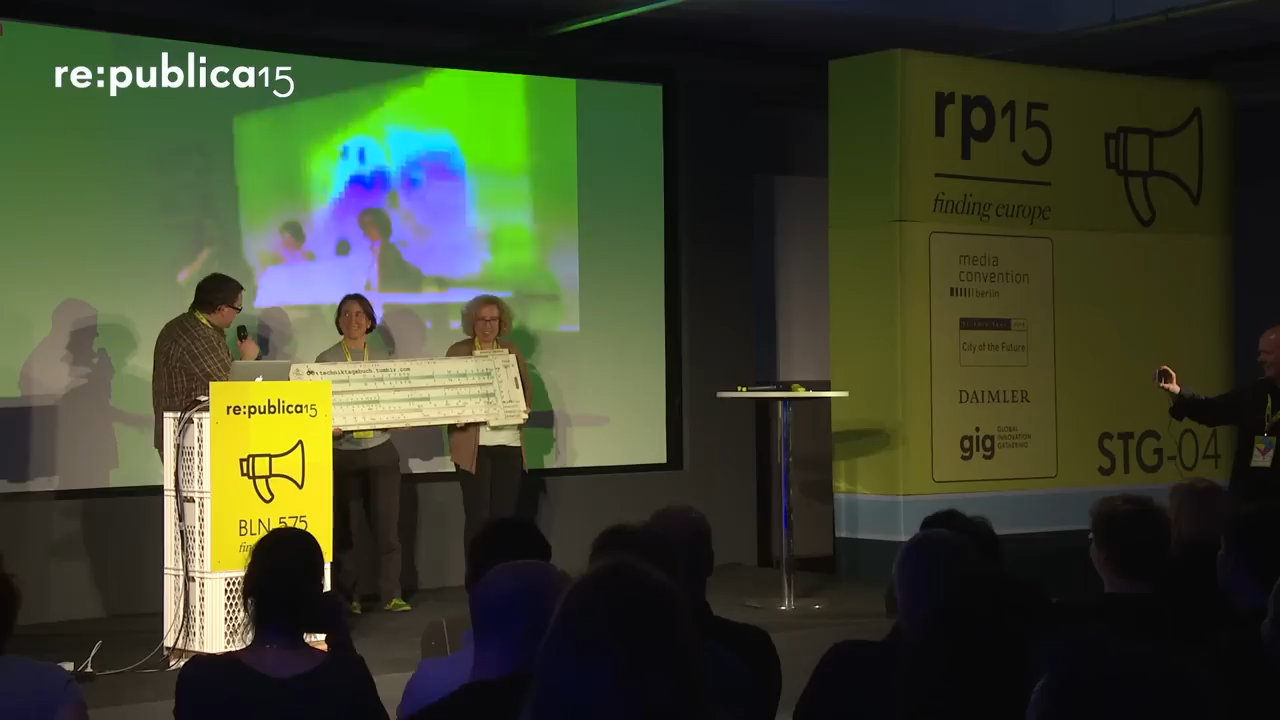 re:publica15
rp15
finding europe
media
convention
berlin
City of the Future
DAIMLER
gig GLOBAL
INNOVATION
GATHERING
STG-04
techniktagebuch.tumblr.com
re:publica15
BLN 575